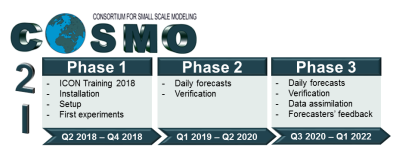 CONSORTIUM FOR SMALL SCALE MODELING
COSMO
2I
Phase 1
- ICON Training 2018
- Installation
- Setup
- First experiments
Q2 2018 – Q4 2018
Phase 2
- Daily forecasts
- Verification
Q1 2019 – Q2 2020
Phase 3
- Daily forecasts
- Verification
- Data assimilation
- Forecasters' feedback
Q3 2020 – Q1 2022